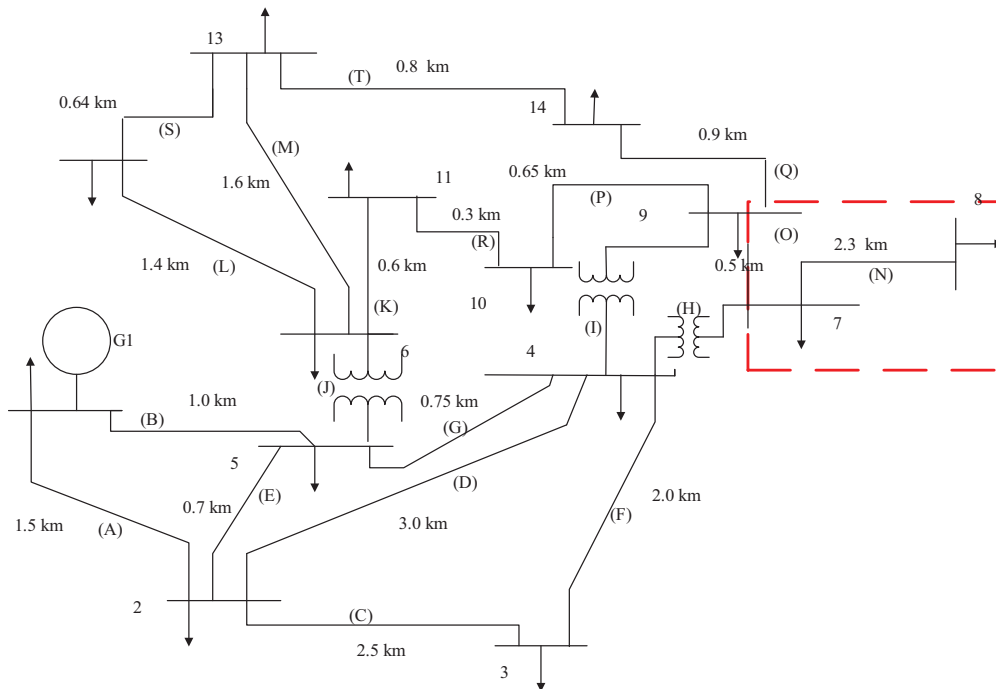 13
0.8 km
(T)
0.64 km
(S)
14
0.9 km
(M)
(Q)
1.6 km
11
0.65 km
(P)
8
0.3 km
(R)
9
(O)
2.3 km
(N)
1.4 km
(L)
0.6 km
(K)
0.5 km
10
(H)
7
G1
(I)
4
6
(J)
1.0 km
(B)
0.75 km
(G)
5
(E)
(D)
0.7 km
2.0 km
1.5 km
(A)
3.0 km
(F)
2
(C)
2.5 km
3